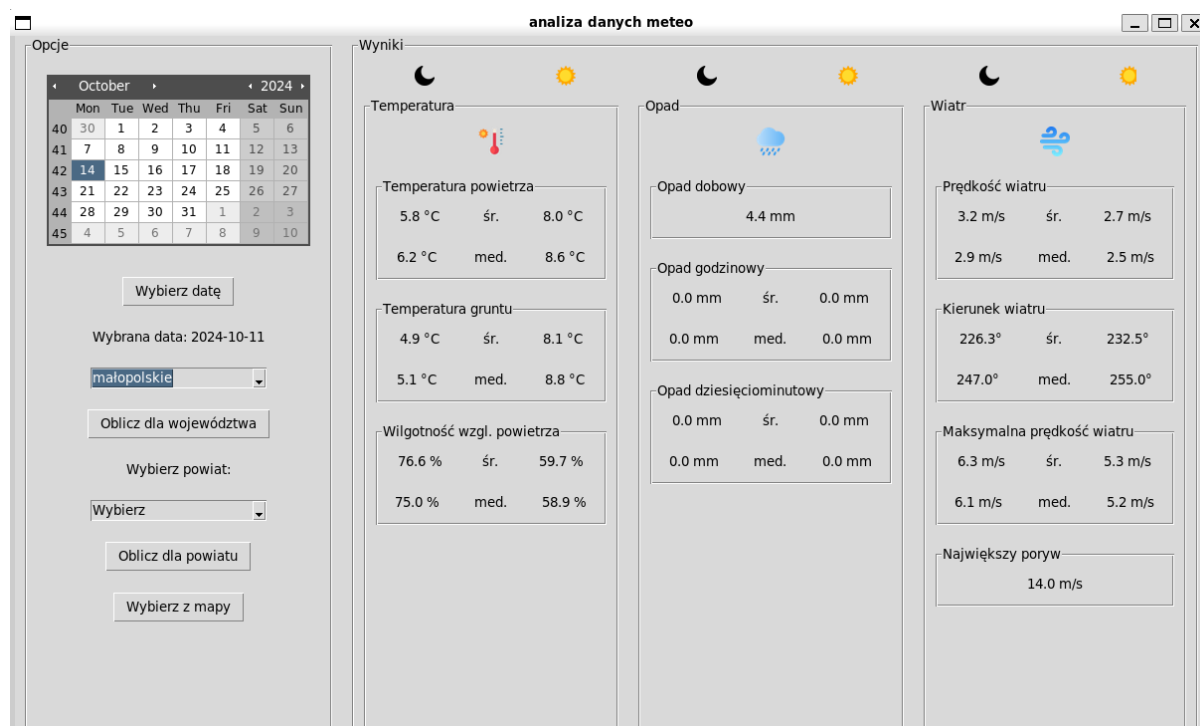 analiza danych meteo
Opcje
October 2024
Mon Tue Wed Thu Fri Sat Sun
40 30 1 2 3 4 5 6
41 7 8 9 10 11 12 13
42 14 15 16 17 18 19 20
43 21 22 23 24 25 26 27
44 28 29 30 31 1 2 3
45 4 5 6 7 8 9 10
Wybierz datę
Wybrana data: 2024-10-11
małopolskie
Oblicz dla województwa
Wybierz powiat:
Wybierz
Oblicz dla powiatu
Wybierz z mapy
Wyniki
Temperatura
Temperatura powietrza
5.8 °C śr. 8.0 °C
6.2 °C med. 8.6 °C
Temperatura gruntu
4.9 °C śr. 8.1 °C
5.1 °C med. 8.8 °C
Wilgotność wzgl. powietrza
76.6 % śr. 59.7 %
75.0 % med. 58.9 %
Opad
Opad dobowy
4.4 mm
Opad godzinowy
0.0 mm śr. 0.0 mm
0.0 mm med. 0.0 mm
Opad dziesięciominutowy
0.0 mm śr. 0.0 mm
0.0 mm med. 0.0 mm
Wiatr
Prędkość wiatru
3.2 m/s śr. 2.7 m/s
2.9 m/s med. 2.5 m/s
Kierunek wiatru
226.3° śr. 232.5°
247.0° med. 255.0°
Maksymalna prędkość wiatru
6.3 m/s śr. 5.3 m/s
6.1 m/s med. 5.2 m/s
Największy poryw
14.0 m/s